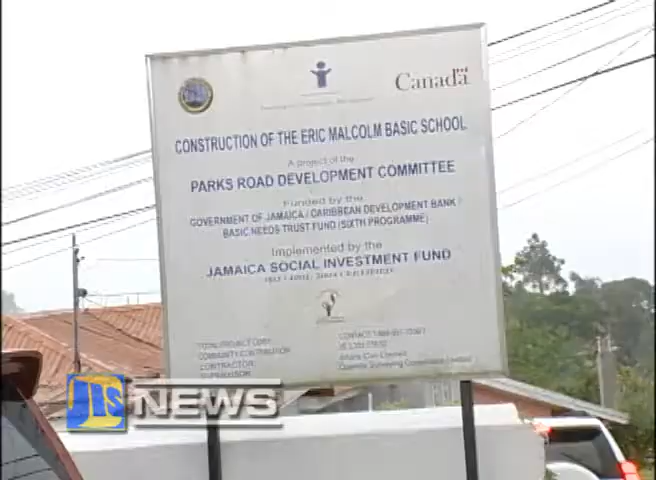 Canada
CONSTRUCTION OF THE ERIC MALCOLM BASIC SCHOOL
A project of the
PARKS ROAD DEVELOPMENT COMMITTEE
Funded by the
GOVERNMENT OF JAMAICA / CARIBBEAN DEVELOPMENT BANK
BASIC NEEDS TRUST FUND (SIXTH PROGRAMME)
Implemented by the
JAMAICA SOCIAL INVESTMENT FUND
TOTAL PROJECT COST
COMMUNITY CONTRIBUTION
CONTRACTOR
SUPERVISOR
CONTACT
JIS NEWS